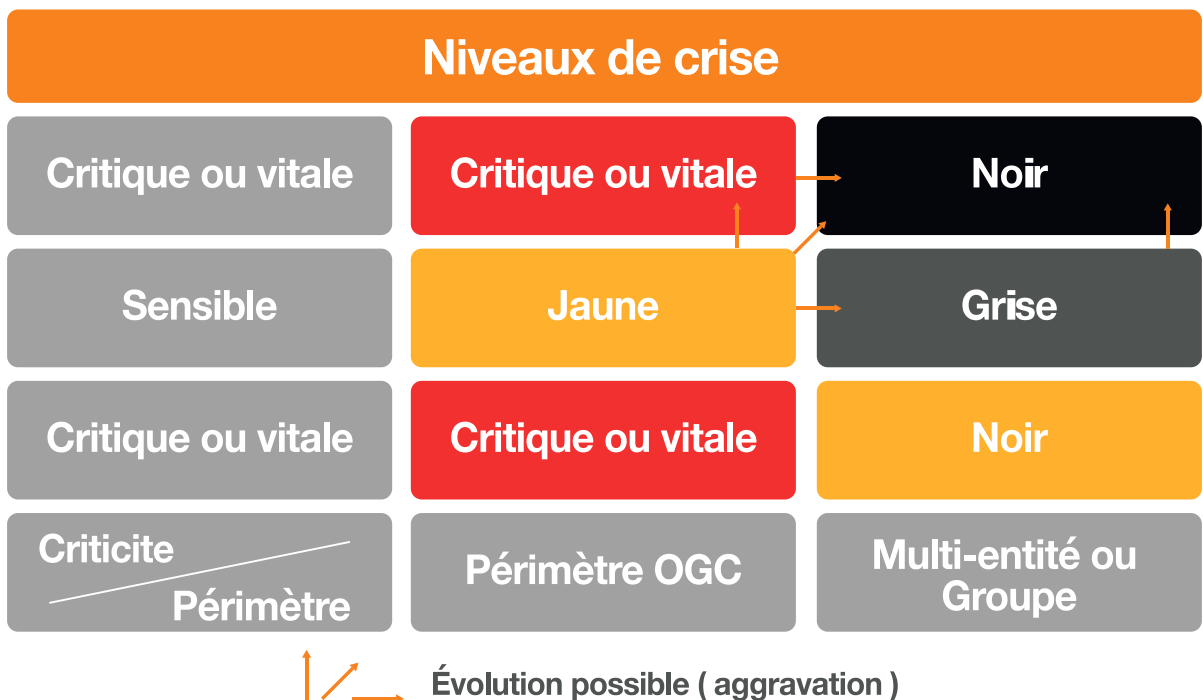 Niveaux de crise
Critique ou vitale
Critique ou vitale
Noir
Sensible
Jaune
Grise
Critique ou vitale
Critique ou vitale
Noir
Criticite
Périmètre
Périmètre OGC
Multi-entité ou
Groupe
Évolution possible ( aggravation )